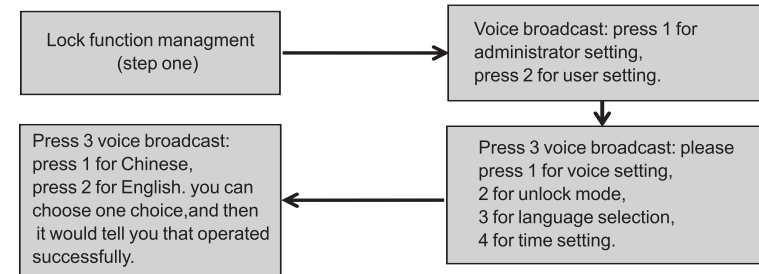 Lock function managment
(step one)
Voice broadcast: press 1 for
administrator setting,
press 2 for user setting.
Press 3 voice broadcast: please
press 1 for voice setting,
2 for unlock mode,
3 for language selection,
4 for time setting.
Press 3 voice broadcast:
press 1 for Chinese,
press 2 for English. you can
choose one choice,and then
it would tell you that operated
successfully.